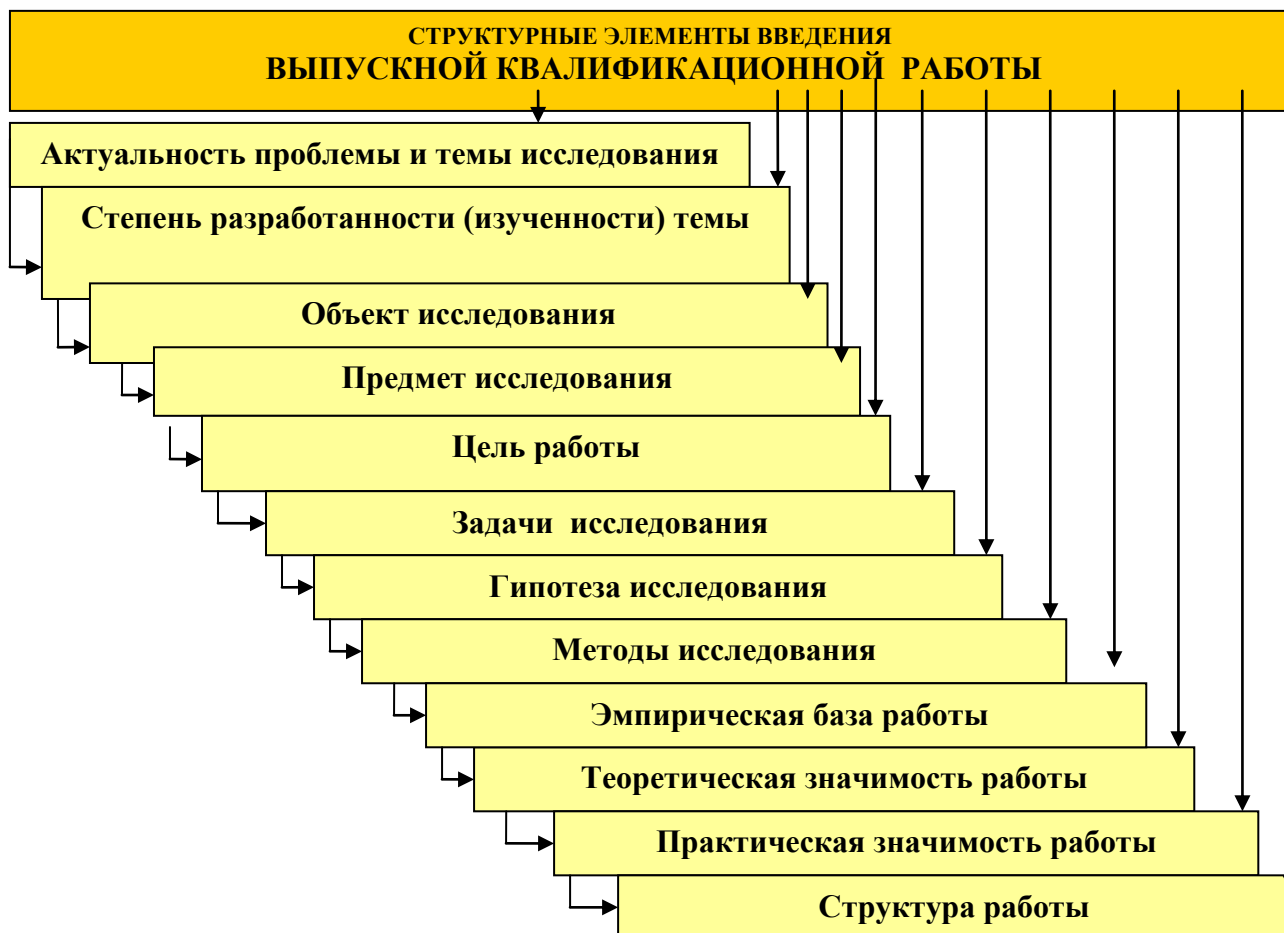 СТРУКТУРНЫЕ ЭЛЕМЕНТЫ ВВЕДЕНИЯ
ВЫПУСКНОЙ КВАЛИФИКАЦИОННОЙ РАБОТЫ
Актуальность проблемы и темы исследования
Степень разработанности (изученности) темы
Объект исследования
Предмет исследования
Цель работы
Задачи исследования
Гипотеза исследования
Методы исследования
Эмпирическая база работы
Теоретическая значимость работы
Практическая значимость работы
Структура работы